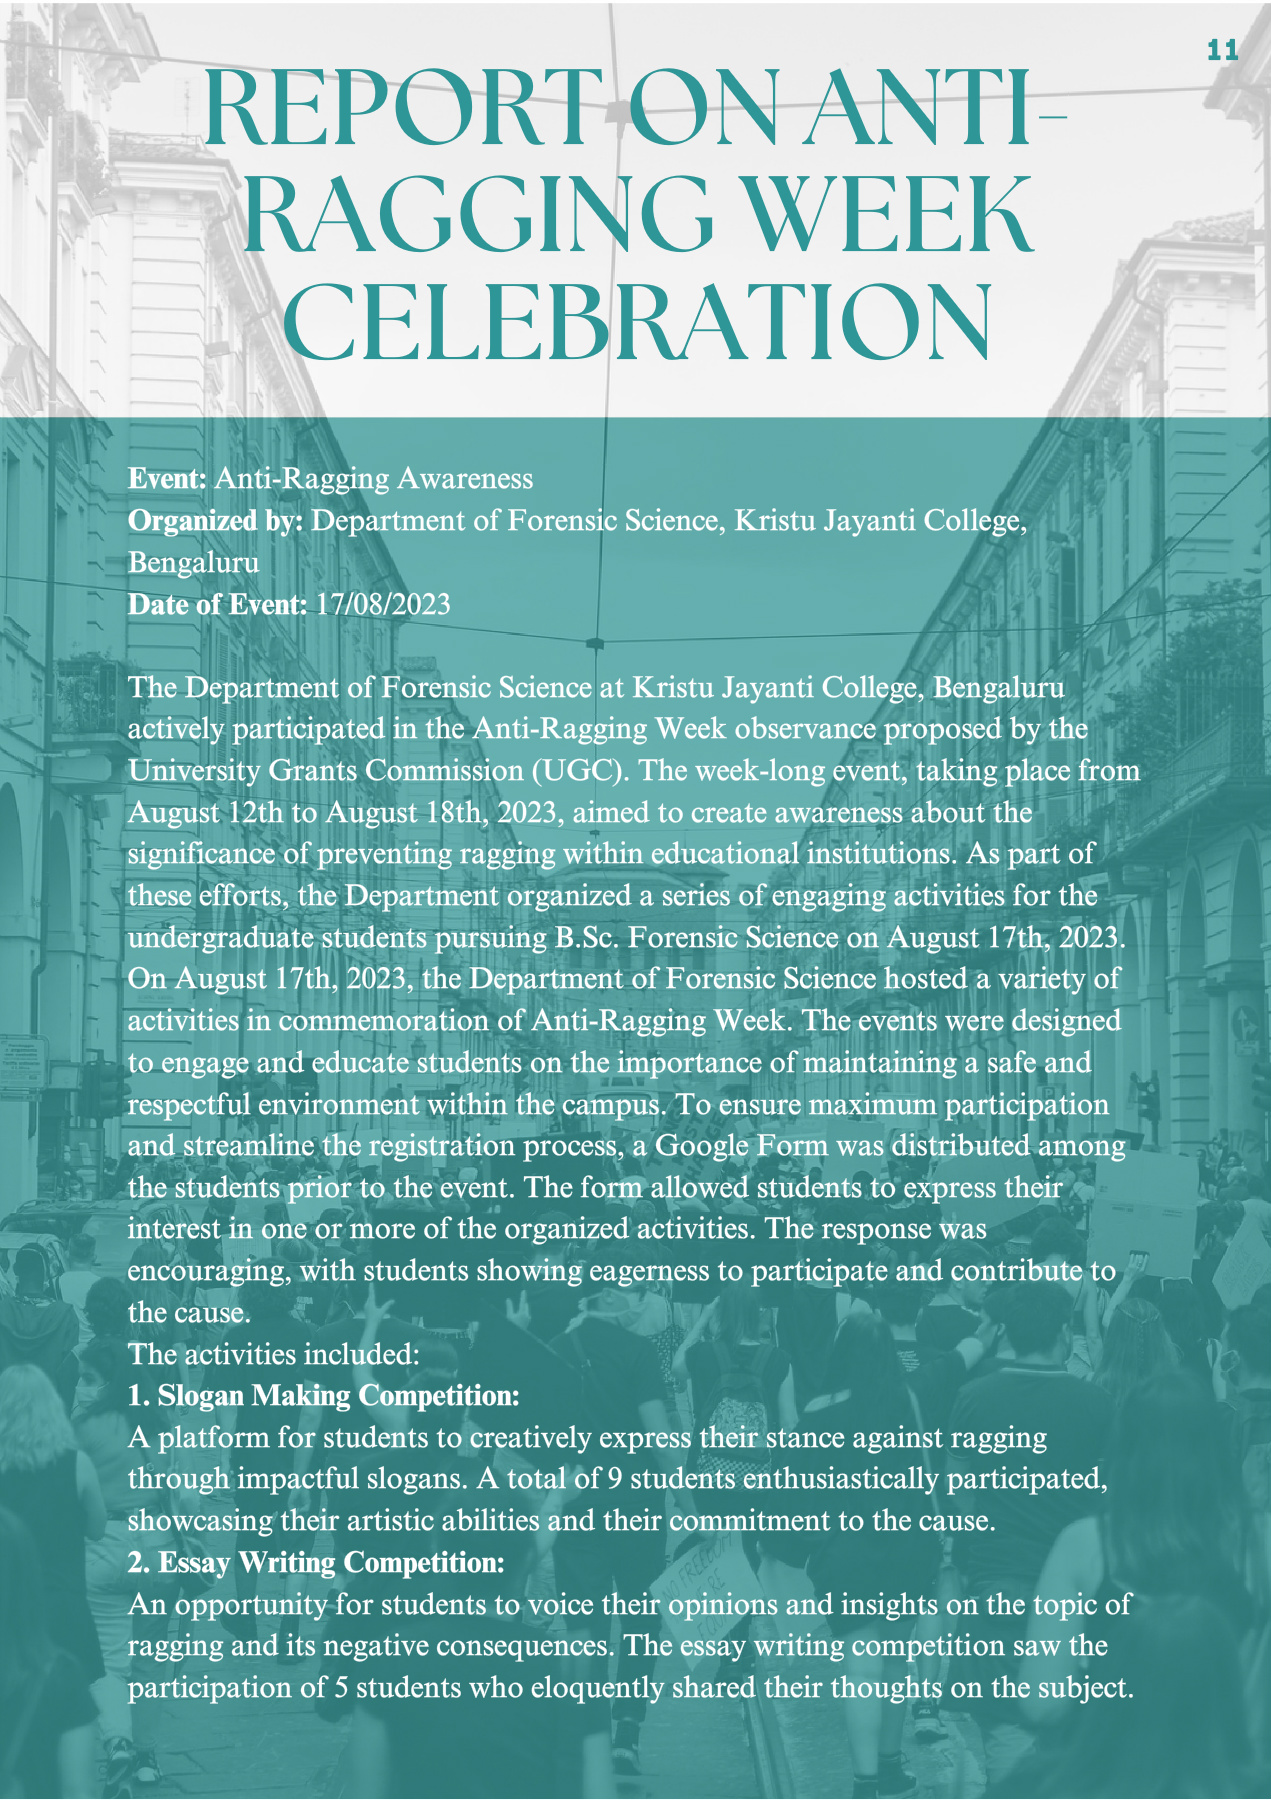 11
REPORT ON ANTI-
RAGGING WEEK
CELEBRATION
Event: Anti-Ragging Awareness
Organized by: Department of Forensic Science, Kristu Jayanti College,
Bengaluru
Date of Event: 17/08/2023
The Department of Forensic Science at Kristu Jayanti College, Bengaluru
actively participated in the Anti-Ragging Week observance proposed by the
University Grants Commission (UGC). The week-long event, taking place from
August 12th to August 18th, 2023, aimed to create awareness about the
significance of preventing ragging within educational institutions. As part of
these efforts, the Department organized a series of engaging activities for the
undergraduate students pursuing B.Sc. Forensic Science on August 17th, 2023.
On August 17th, 2023, the Department of Forensic Science hosted a variety of
activities in commemoration of Anti-Ragging Week. The events were designed
to engage and educate students on the importance of maintaining a safe and
respectful environment within the campus. To ensure maximum participation
and streamline the registration process, a Google Form was distributed among
the students prior to the event. The form allowed students to express their
interest in one or more of the organized activities. The response was
encouraging, with students showing eagerness to participate and contribute to
the cause.
The activities included:
1. Slogan Making Competition:
A platform for students to creatively express their stance against ragging
through impactful slogans. A total of 9 students enthusiastically participated,
showcasing their artistic abilities and their commitment to the cause.
2. Essay Writing Competition:
An opportunity for students to voice their opinions and insights on the topic of
ragging and its negative consequences. The essay writing competition saw the
participation of 5 students who eloquently shared their thoughts on the subject.
NO FREEDOM